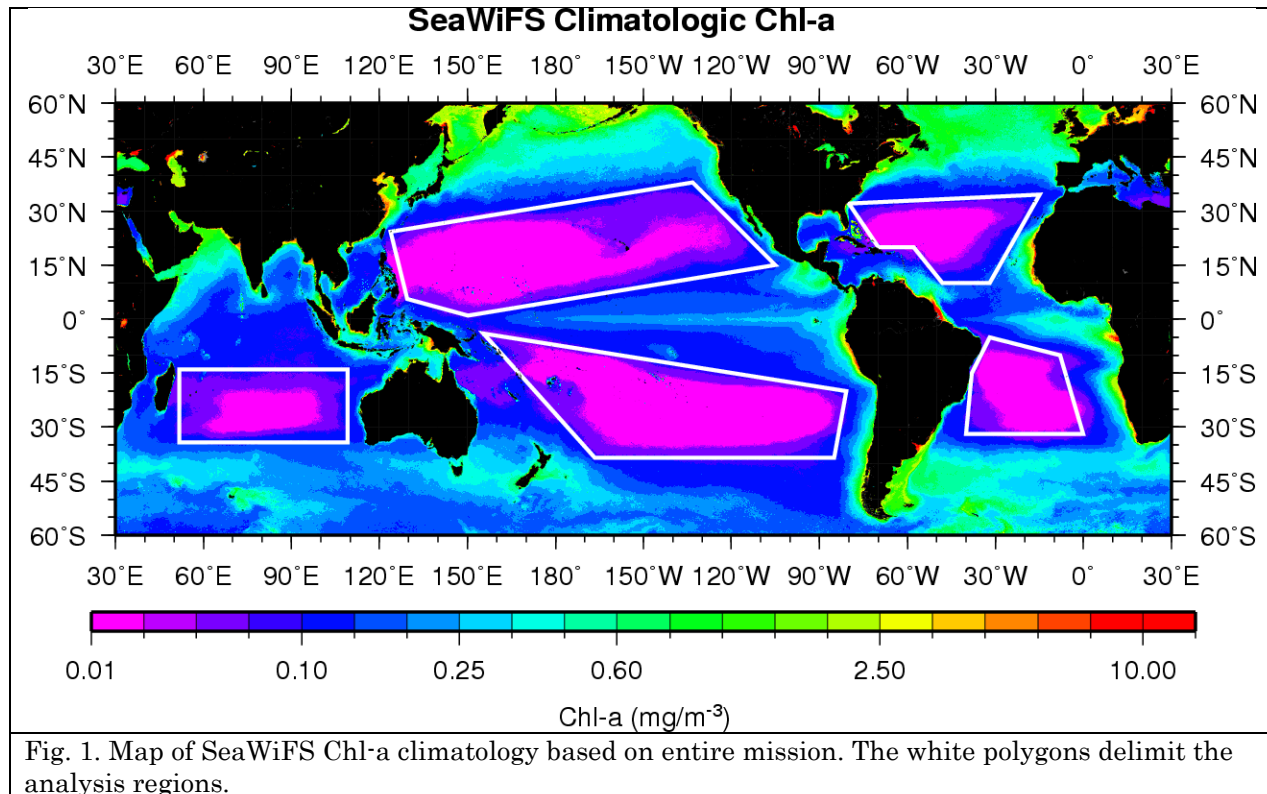 SeaWiFS Climatologic Chl-a
30˚E 60˚E 90˚E 120˚E 150˚E 180˚ 150˚W 120˚W 90˚W 60˚W 30˚W 0˚ 30˚E
60˚N 60˚N
45˚N 45˚N
30˚N 30˚N
15˚N 15˚N
0˚ 0˚
15˚S 15˚S
30˚S 30˚S
45˚S 45˚S
60˚S 60˚S
30˚E 60˚E 90˚E 120˚E 150˚E 180˚ 150˚W 120˚W 90˚W 60˚W 30˚W 0˚ 30˚E
0.01 0.10 0.25 0.60 2.50 10.00
Chl-a (mg/m⁻³)
Fig. 1. Map of SeaWiFS Chl-a climatology based on entire mission. The white polygons delimit the
analysis regions.